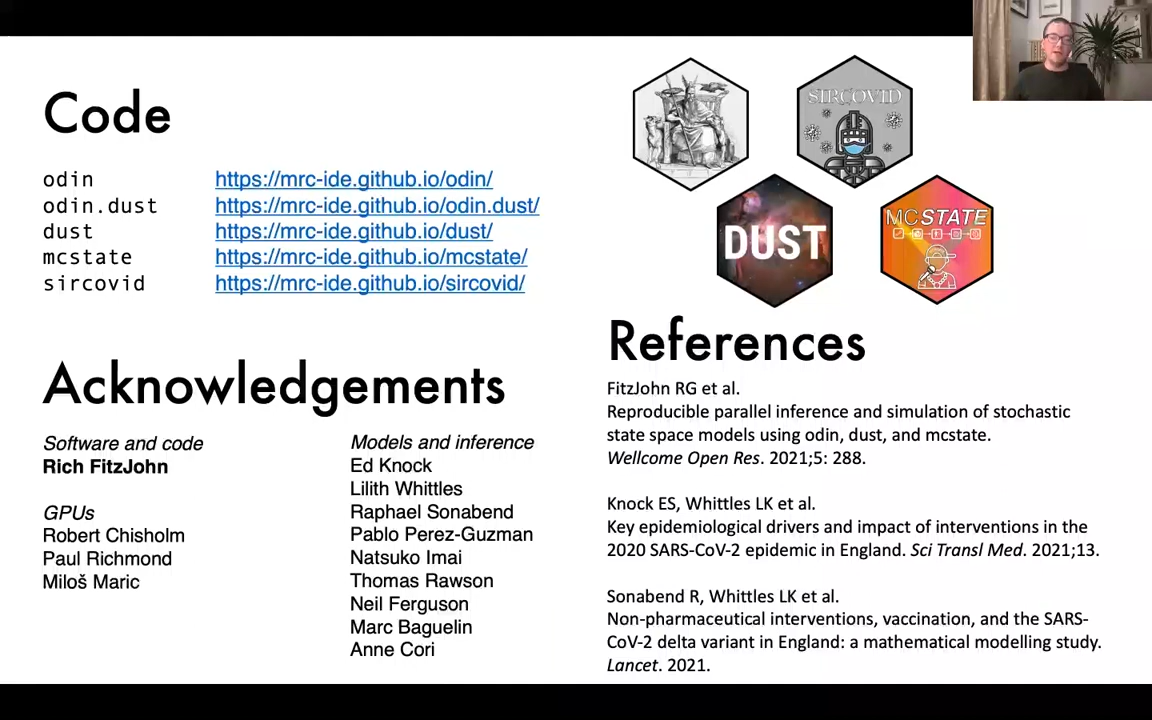 Code
odin https://mrc-ide.github.io/odin/
odin.dust https://mrc-ide.github.io/odin.dust/
dust https://mrc-ide.github.io/dust/
mcstate https://mrc-ide.github.io/mcstate/
sircovid https://mrc-ide.github.io/sircovid/
Acknowledgements
Software and code
Rich FitzJohn
GPUs
Robert Chisholm
Paul Richmond
Miloš Maric
Models and inference
Ed Knock
Lilith Whittles
Raphael Sonabend
Pablo Perez-Guzman
Natsuko Imai
Thomas Rawson
Neil Ferguson
Marc Baguelin
Anne Cori
SIRCOVID
DUST
MCSTATE
References
FitzJohn RG et al.
Reproducible parallel inference and simulation of stochastic
state space models using odin, dust, and mcstate.
Wellcome Open Res. 2021;5: 288.
Knock ES, Whittles LK et al.
Key epidemiological drivers and impact of interventions in the
2020 SARS-CoV-2 epidemic in England. Sci Transl Med. 2021;13.
Sonabend R, Whittles LK et al.
Non-pharmaceutical interventions, vaccination, and the SARS-
CoV-2 delta variant in England: a mathematical modelling study.
Lancet. 2021.